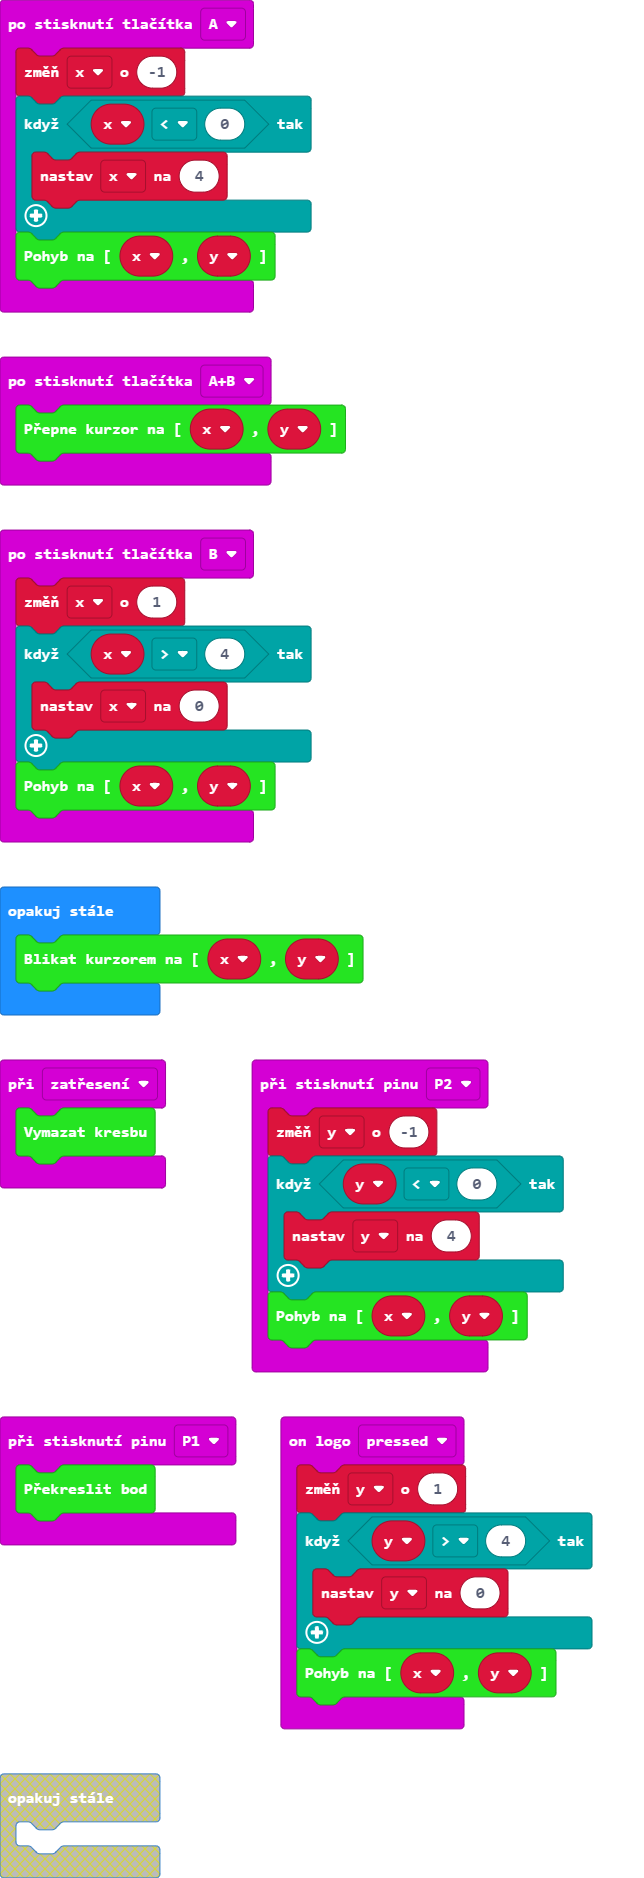 po stisknutí tlačítka A
změň x o -1
když x < 0 tak
nastav x na 4
Pohyb na [ x , y ]
po stisknutí tlačítka A+B
Přepne kurzor na [ x , y ]
po stisknutí tlačítka B
změň x o 1
když x > 4 tak
nastav x na 0
Pohyb na [ x , y ]
opakuj stále
Blikat kurzorem na [ x , y ]
při zatřesení
Vymazat kresbu
při stisknutí pinu P2
změň y o -1
když y < 0 tak
nastav y na 4
Pohyb na [ x , y ]
při stisknutí pinu P1
Překreslit bod
on logo pressed
změň y o 1
když y > 4 tak
nastav y na 0
Pohyb na [ x , y ]
opakuj stále